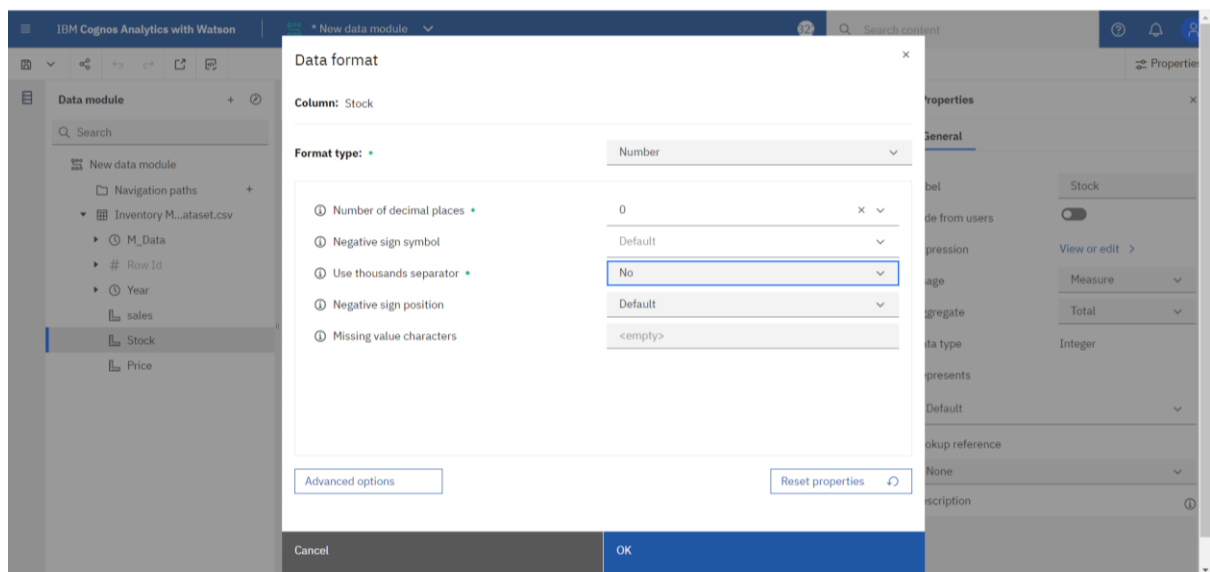 IBM Cognos Analytics with Watson
* New data module
Search content
Properties
Data module
Search
New data module
Navigation paths
Inventory M...ataset.csv
M_Data
# Row Id
Year
sales
Stock
Price
Data format
Column: Stock
Format type: Number
Number of decimal places 0
Negative sign symbol Default
Use thousands separator No
Negative sign position Default
Missing value characters <empty>
Advanced options
Reset properties
Cancel
OK
Properties
General
bel Stock
de from users
pression View or edit
age Measure
gregate Total
ta type Integer
presents
Default
okup reference
None
scription